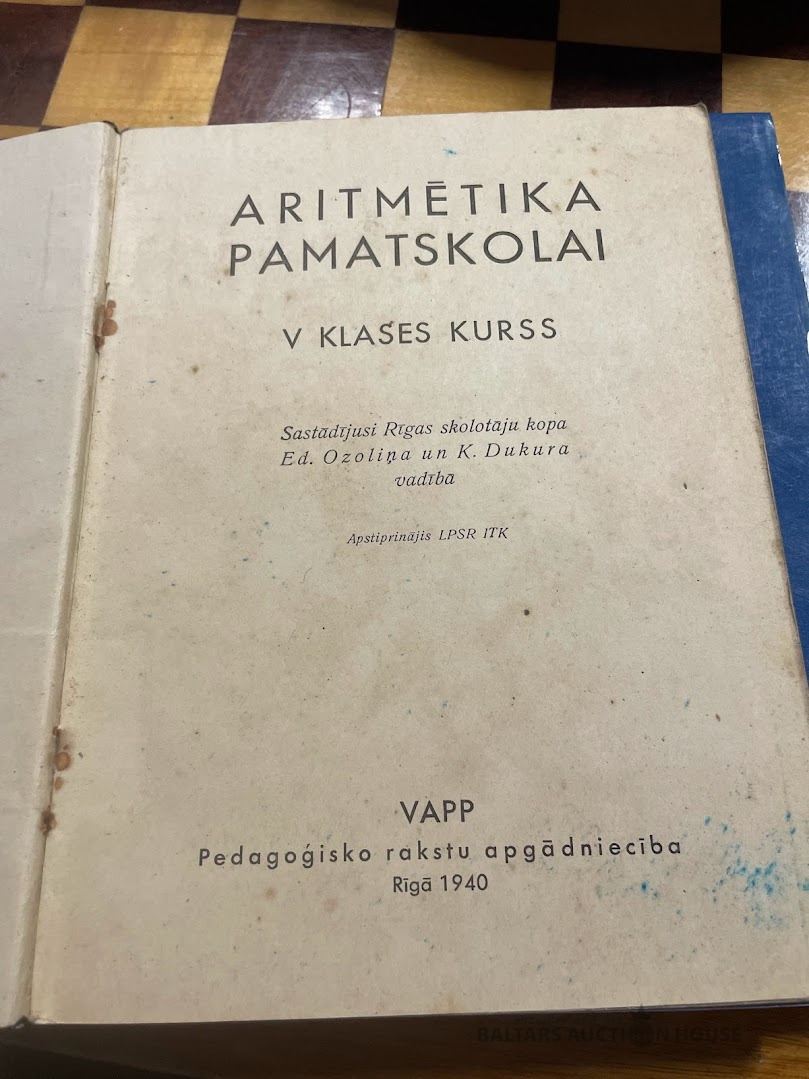 ARITMĒTIKA
PAMATSKOLAI
V KLASES KURSS
Sastādījusi Rīgas skolotāju kopa
Ed. Ozoliņa un K. Dukura
vadībā
Apstiprinājis LPSR ITK
VAPP
Pedagoģisko rakstu apgādniecība
Rīgā 1940
BALTARS AUCTION HOUSE